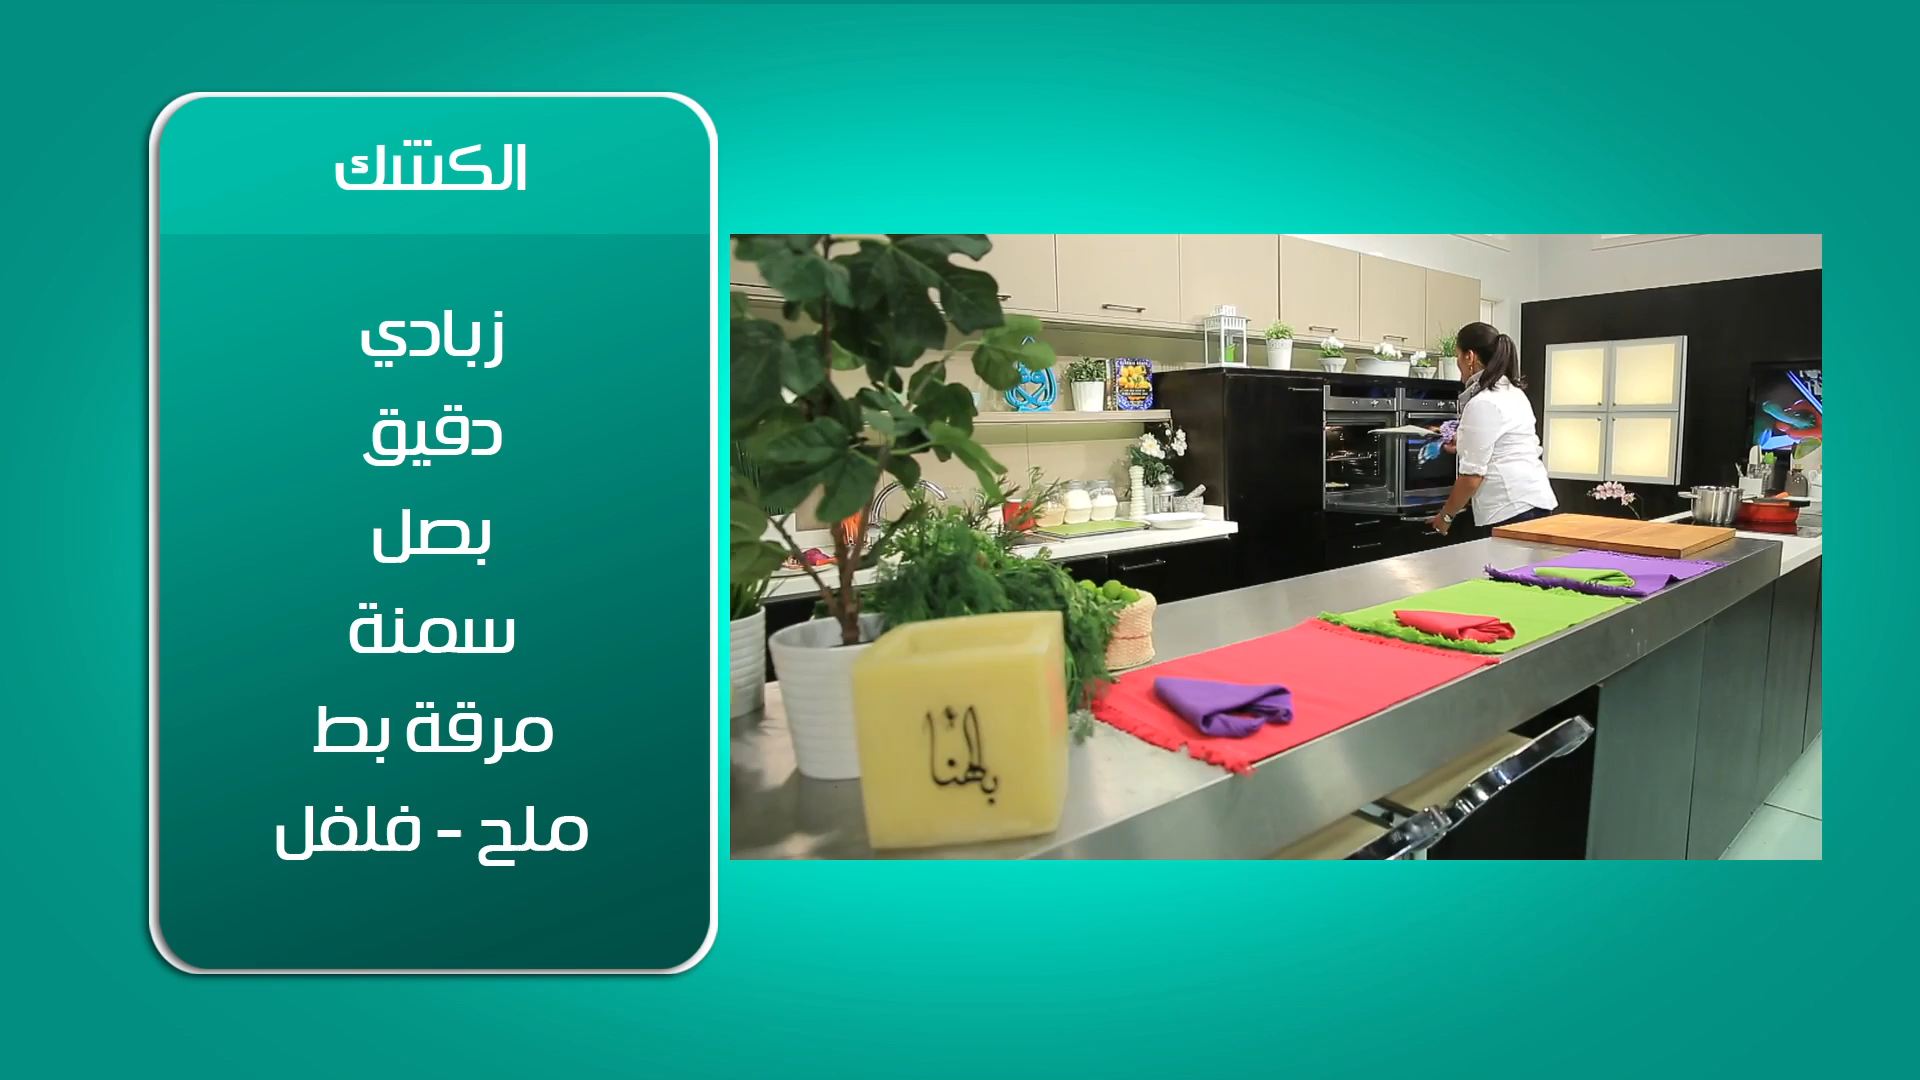 الكشك
زبادي
دقيق
بصل
سمنة
مرقة بط
ملح - فلفل
بالهنا